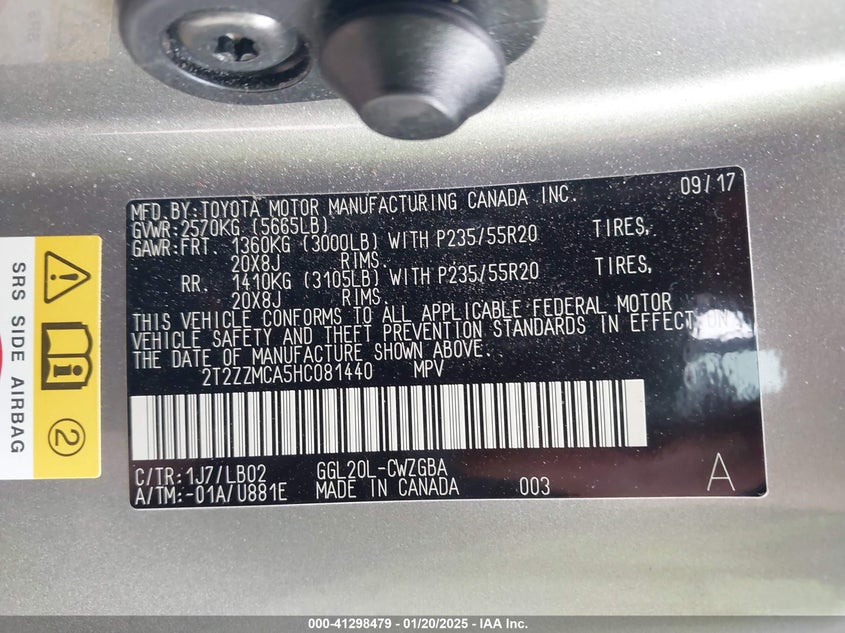 MFD.BY:TOYOTA MOTOR MANUFACTURING CANADA INC. 09/17
GVWR:2570KG (5665LB)
GAWR:FRT. 1360KG (3000LB) WITH P235/55R20 TIRES,
20X8J RIMS.
RR. 1410KG (3105LB) WITH P235/55R20 TIRES,
20X8J RIMS.
THIS VEHICLE CONFORMS TO ALL APPLICABLE FEDERAL MOTOR
VEHICLE SAFETY AND THEFT PREVENTION STANDARDS IN EFFECT ON
THE DATE OF MANUFACTURE SHOWN ABOVE.
2T2ZZMCA5HC081440 MPV
C/TR:1J7/LB02 GGL20L-CWZGBA
A/TM:-01A/U881E MADE IN CANADA 003 A
SRS SIDE AIRBAG
2
000-41298479 - 01/20/2025 - IAA Inc.